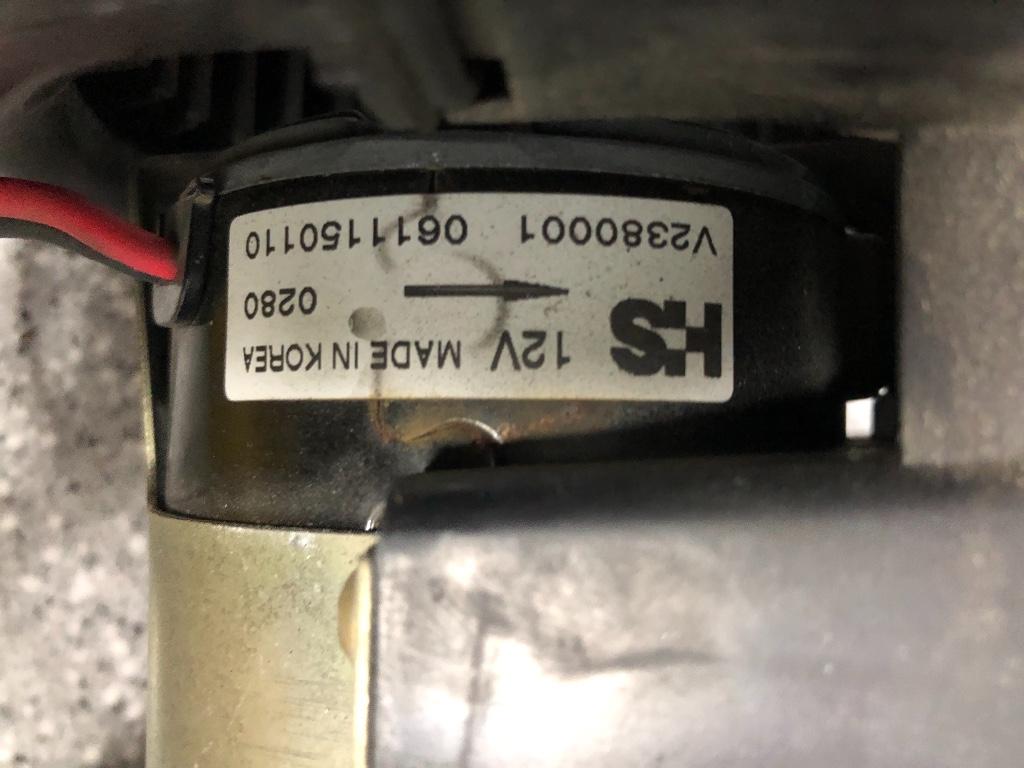 HS 12V MADE IN KOREA
0280
V2380001 0611150110